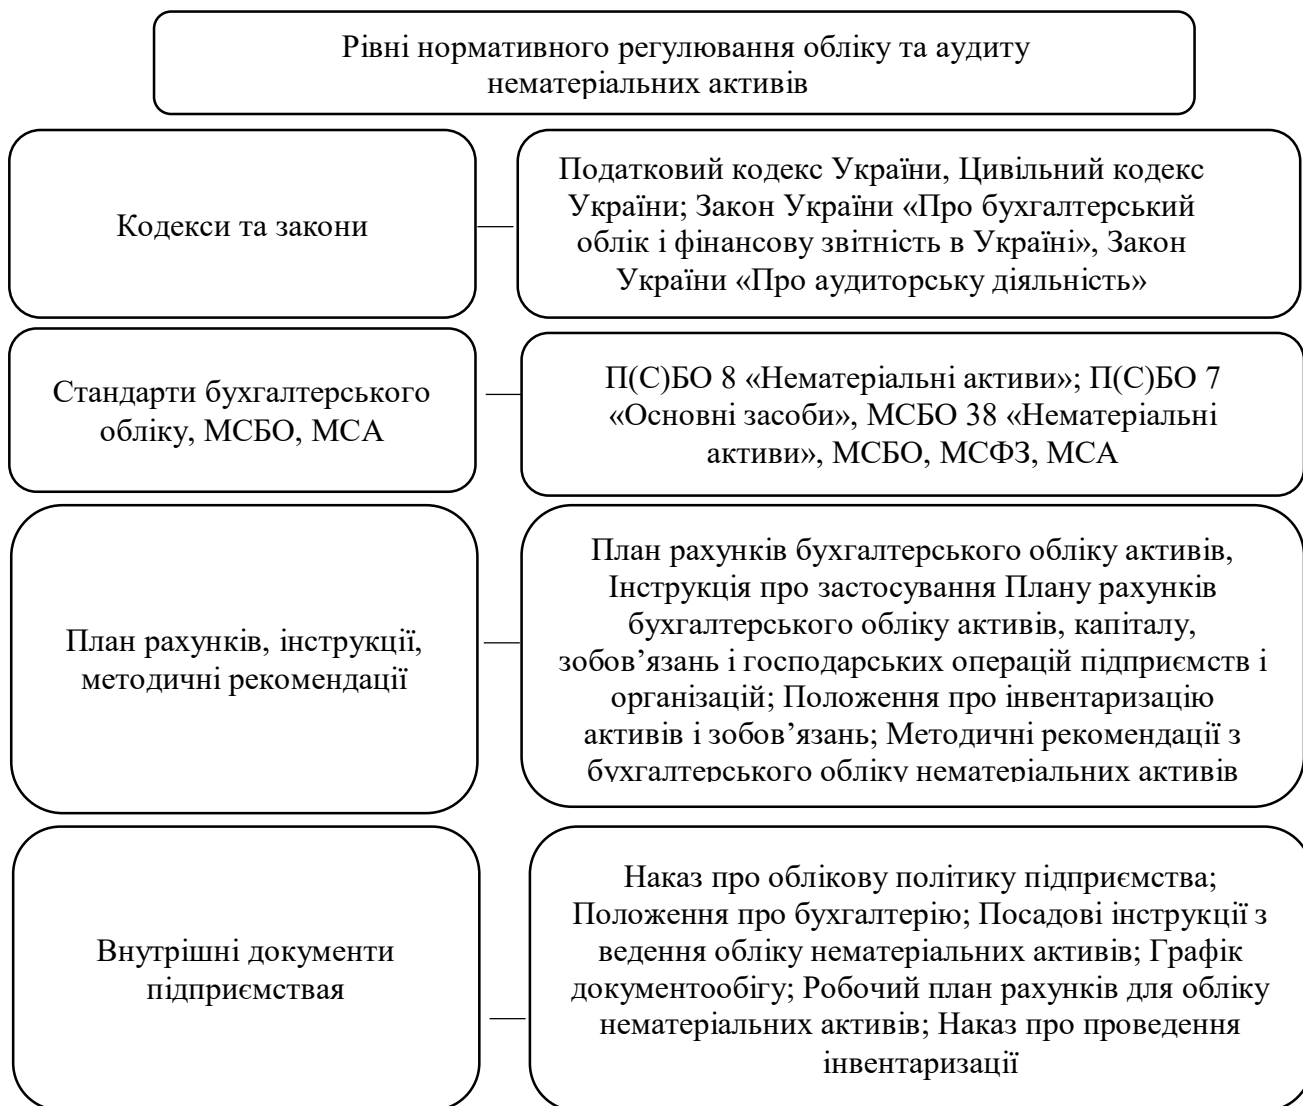 Рівні нормативного регулювання обліку та аудиту
нематеріальних активів
Кодекси та закони
Податковий кодекс України, Цивільний кодекс
України; Закон України «Про бухгалтерський
облік і фінансову звітність в Україні», Закон
України «Про аудиторську діяльність»
Стандарти бухгалтерського
обліку, МСБО, МСА
П(С)БО 8 «Нематеріальні активи»; П(С)БО 7
«Основні засоби», МСБО 38 «Нематеріальні
активи», МСБО, МСФЗ, МСА
План рахунків, інструкції,
методичні рекомендації
План рахунків бухгалтерського обліку активів,
Інструкція про застосування Плану рахунків
бухгалтерського обліку активів, капіталу,
зобов’язань і господарських операцій підприємств і
організацій; Положення про інвентаризацію
активів і зобов’язань; Методичні рекомендації з
бухгалтерського обліку нематеріальних активів
Внутрішні документи
підприємствая
Наказ про облікову політику підприємства;
Положення про бухгалтерію; Посадові інструкції з
ведення обліку нематеріальних активів; Графік
документообігу; Робочий план рахунків для обліку
нематеріальних активів; Наказ про проведення
інвентаризації